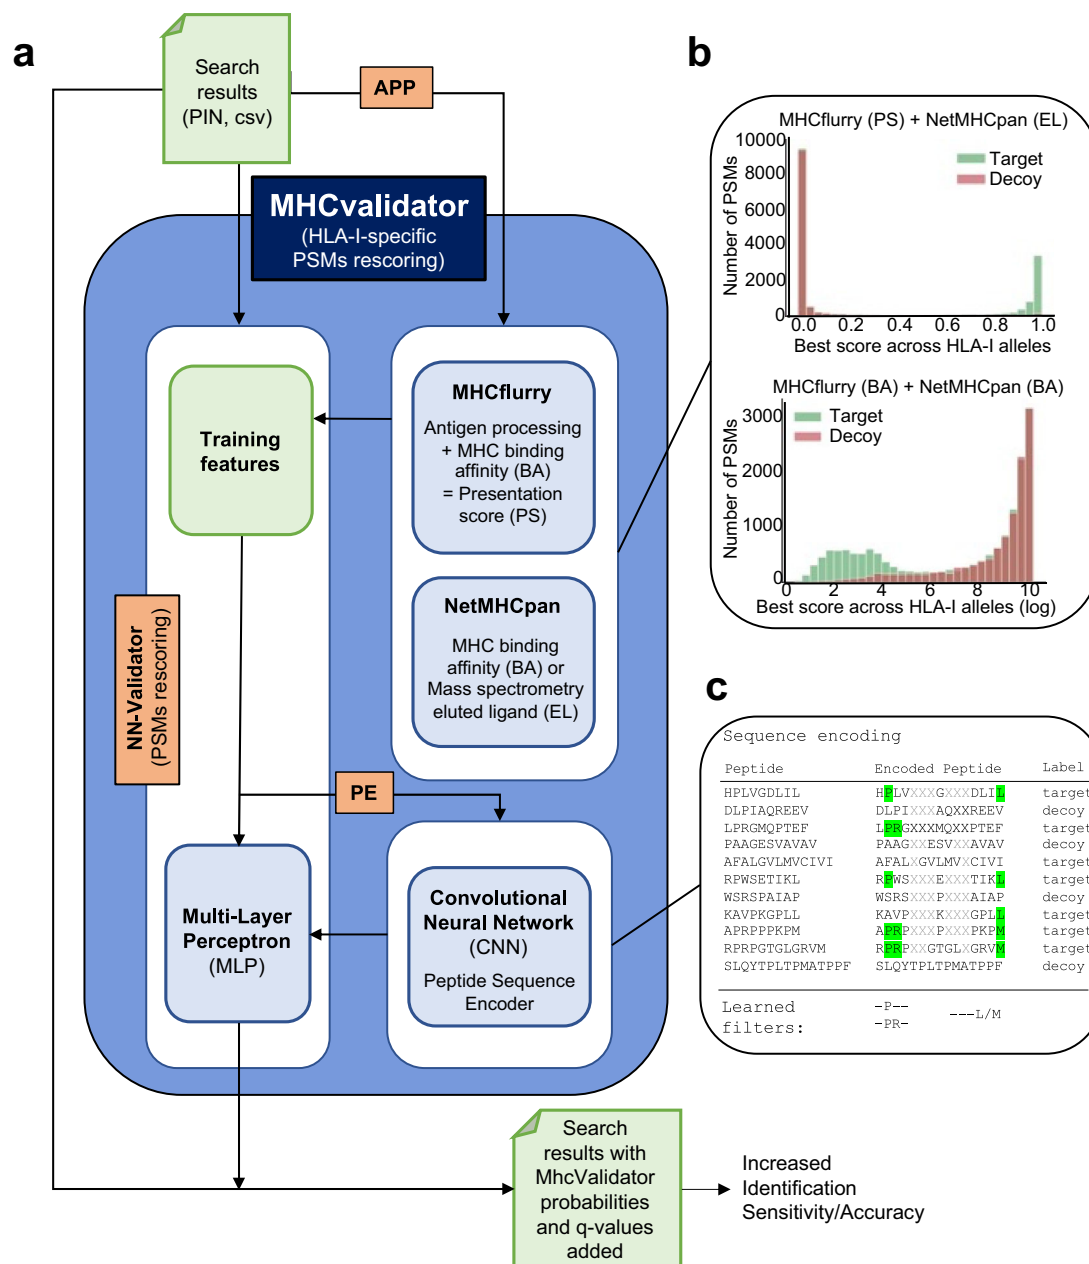 a
Search
results
(PIN, csv)
APP
MHCvalidator
(HLA-I-specific
PSMs rescoring)
Training
features
MHCflurry
Antigen processing
+ MHC binding
affinity (BA)
= Presentation
score (PS)
NetMHCpan
MHC binding
affinity (BA) or
Mass spectrometry
eluted ligand (EL)
NN-Validator
(PSMs rescoring)
PE
Multi-Layer
Perceptron
(MLP)
Convolutional
Neural Network
(CNN)
Peptide Sequence
Encoder
Search
results with
MhcValidator
probabilities
and q-values
added
Increased
Identification
Sensitivity/Accuracy
b
MHCflurry (PS) + NetMHCpan (EL)
Number of PSMs
10000
8000
6000
4000
2000
0
Target
Decoy
0.0 0.2 0.4 0.6 0.8 1.0
Best score across HLA-I alleles
MHCflurry (BA) + NetMHCpan (BA)
Number of PSMs
3000
2000
1000
0
Target
Decoy
0 2 4 6 8 10
Best score across HLA-I alleles (log)
c
Sequence encoding
Peptide Encoded Peptide Label
HPLVGDLIL HPLVXXXGXXXDLIL target
DLPIAQREEV DLPIXXXAQXXREEV decoy
LPRGMQPTEF LPRGXXXMQXXPTEF target
PAAGESVAVAV PAAGXXESVXXAVAV decoy
AFALGVLMVCIVI AFALXGVLMVXCIVI target
RPWSETIKL RPWSXXXEXXXTIKL target
WSRSPAIAP WSRSXXXPXXXAIAP decoy
KAVPKGPLL KAVPXXXKXXXGPLL target
APRPPPKPM APRPXXXPXXXPKPM target
RPRPGTGLGRVM RPRPXXGTGLXGRVM target
SLQYTPLTPMATPPF SLQYTPLTPMATPPF decoy
Learned
filters:
–P––
–PR–
–––L/M